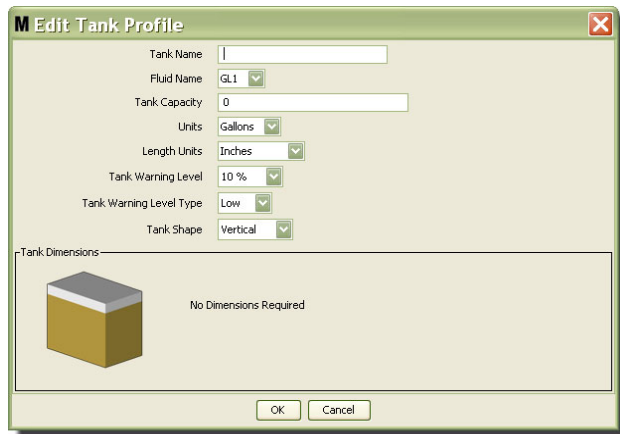 M Edit Tank Profile
Tank Name
Fluid Name GL1
Tank Capacity 0
Units Gallons
Length Units Inches
Tank Warning Level 10 %
Tank Warning Level Type Low
Tank Shape Vertical
Tank Dimensions
No Dimensions Required
OK Cancel